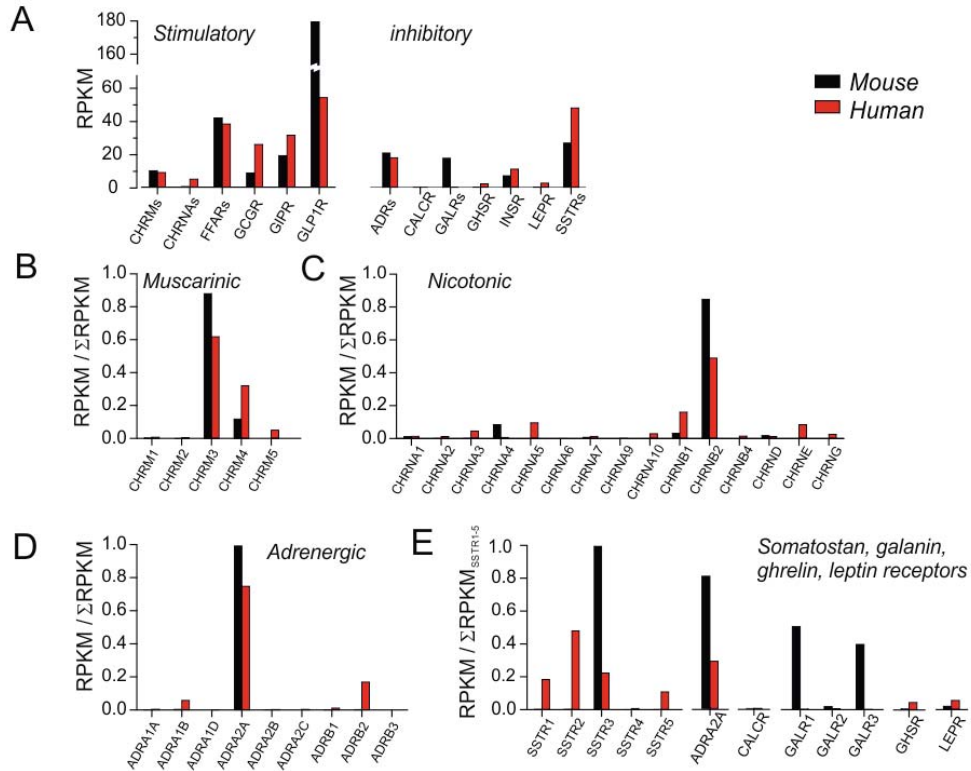 A
Stimulatory
inhibitory
180
160
60
40
20
0
RPKM
CHRMs
CHRNAs
FFARs
GCGR
GIPR
GLP1R
ADRs
CALCR
GALRs
GHSR
INSR
LEPR
SSTRs
Mouse
Human
B
Muscarinic
RPKM / ΣRPKM
1.0
0.8
0.6
0.4
0.2
0.0
CHRM1
CHRM2
CHRM3
CHRM4
CHRM5
C
Nicotonic
RPKM / ΣRPKM
1.0
0.8
0.6
0.4
0.2
0.0
CHRNA1
CHRNA2
CHRNA3
CHRNA4
CHRNA5
CHRNA6
CHRNA7
CHRNA9
CHRNA10
CHRNB1
CHRNB2
CHRNB4
CHRND
CHRNE
CHRNG
D
Adrenergic
RPKM / ΣRPKM
1.0
0.8
0.6
0.4
0.2
0.0
ADRA1A
ADRA1B
ADRA1D
ADRA2A
ADRA2B
ADRA2C
ADRB1
ADRB2
ADRB3
E
Somatostan, galanin,
ghrelin, leptin receptors
RPKM / ΣRPKM SSTR1-5
1.0
0.8
0.6
0.4
0.2
0.0
SSTR1
SSTR2
SSTR3
SSTR4
SSTR5
ADRA2A
CALCR
GALR1
GALR2
GALR3
GHSR
LEPR